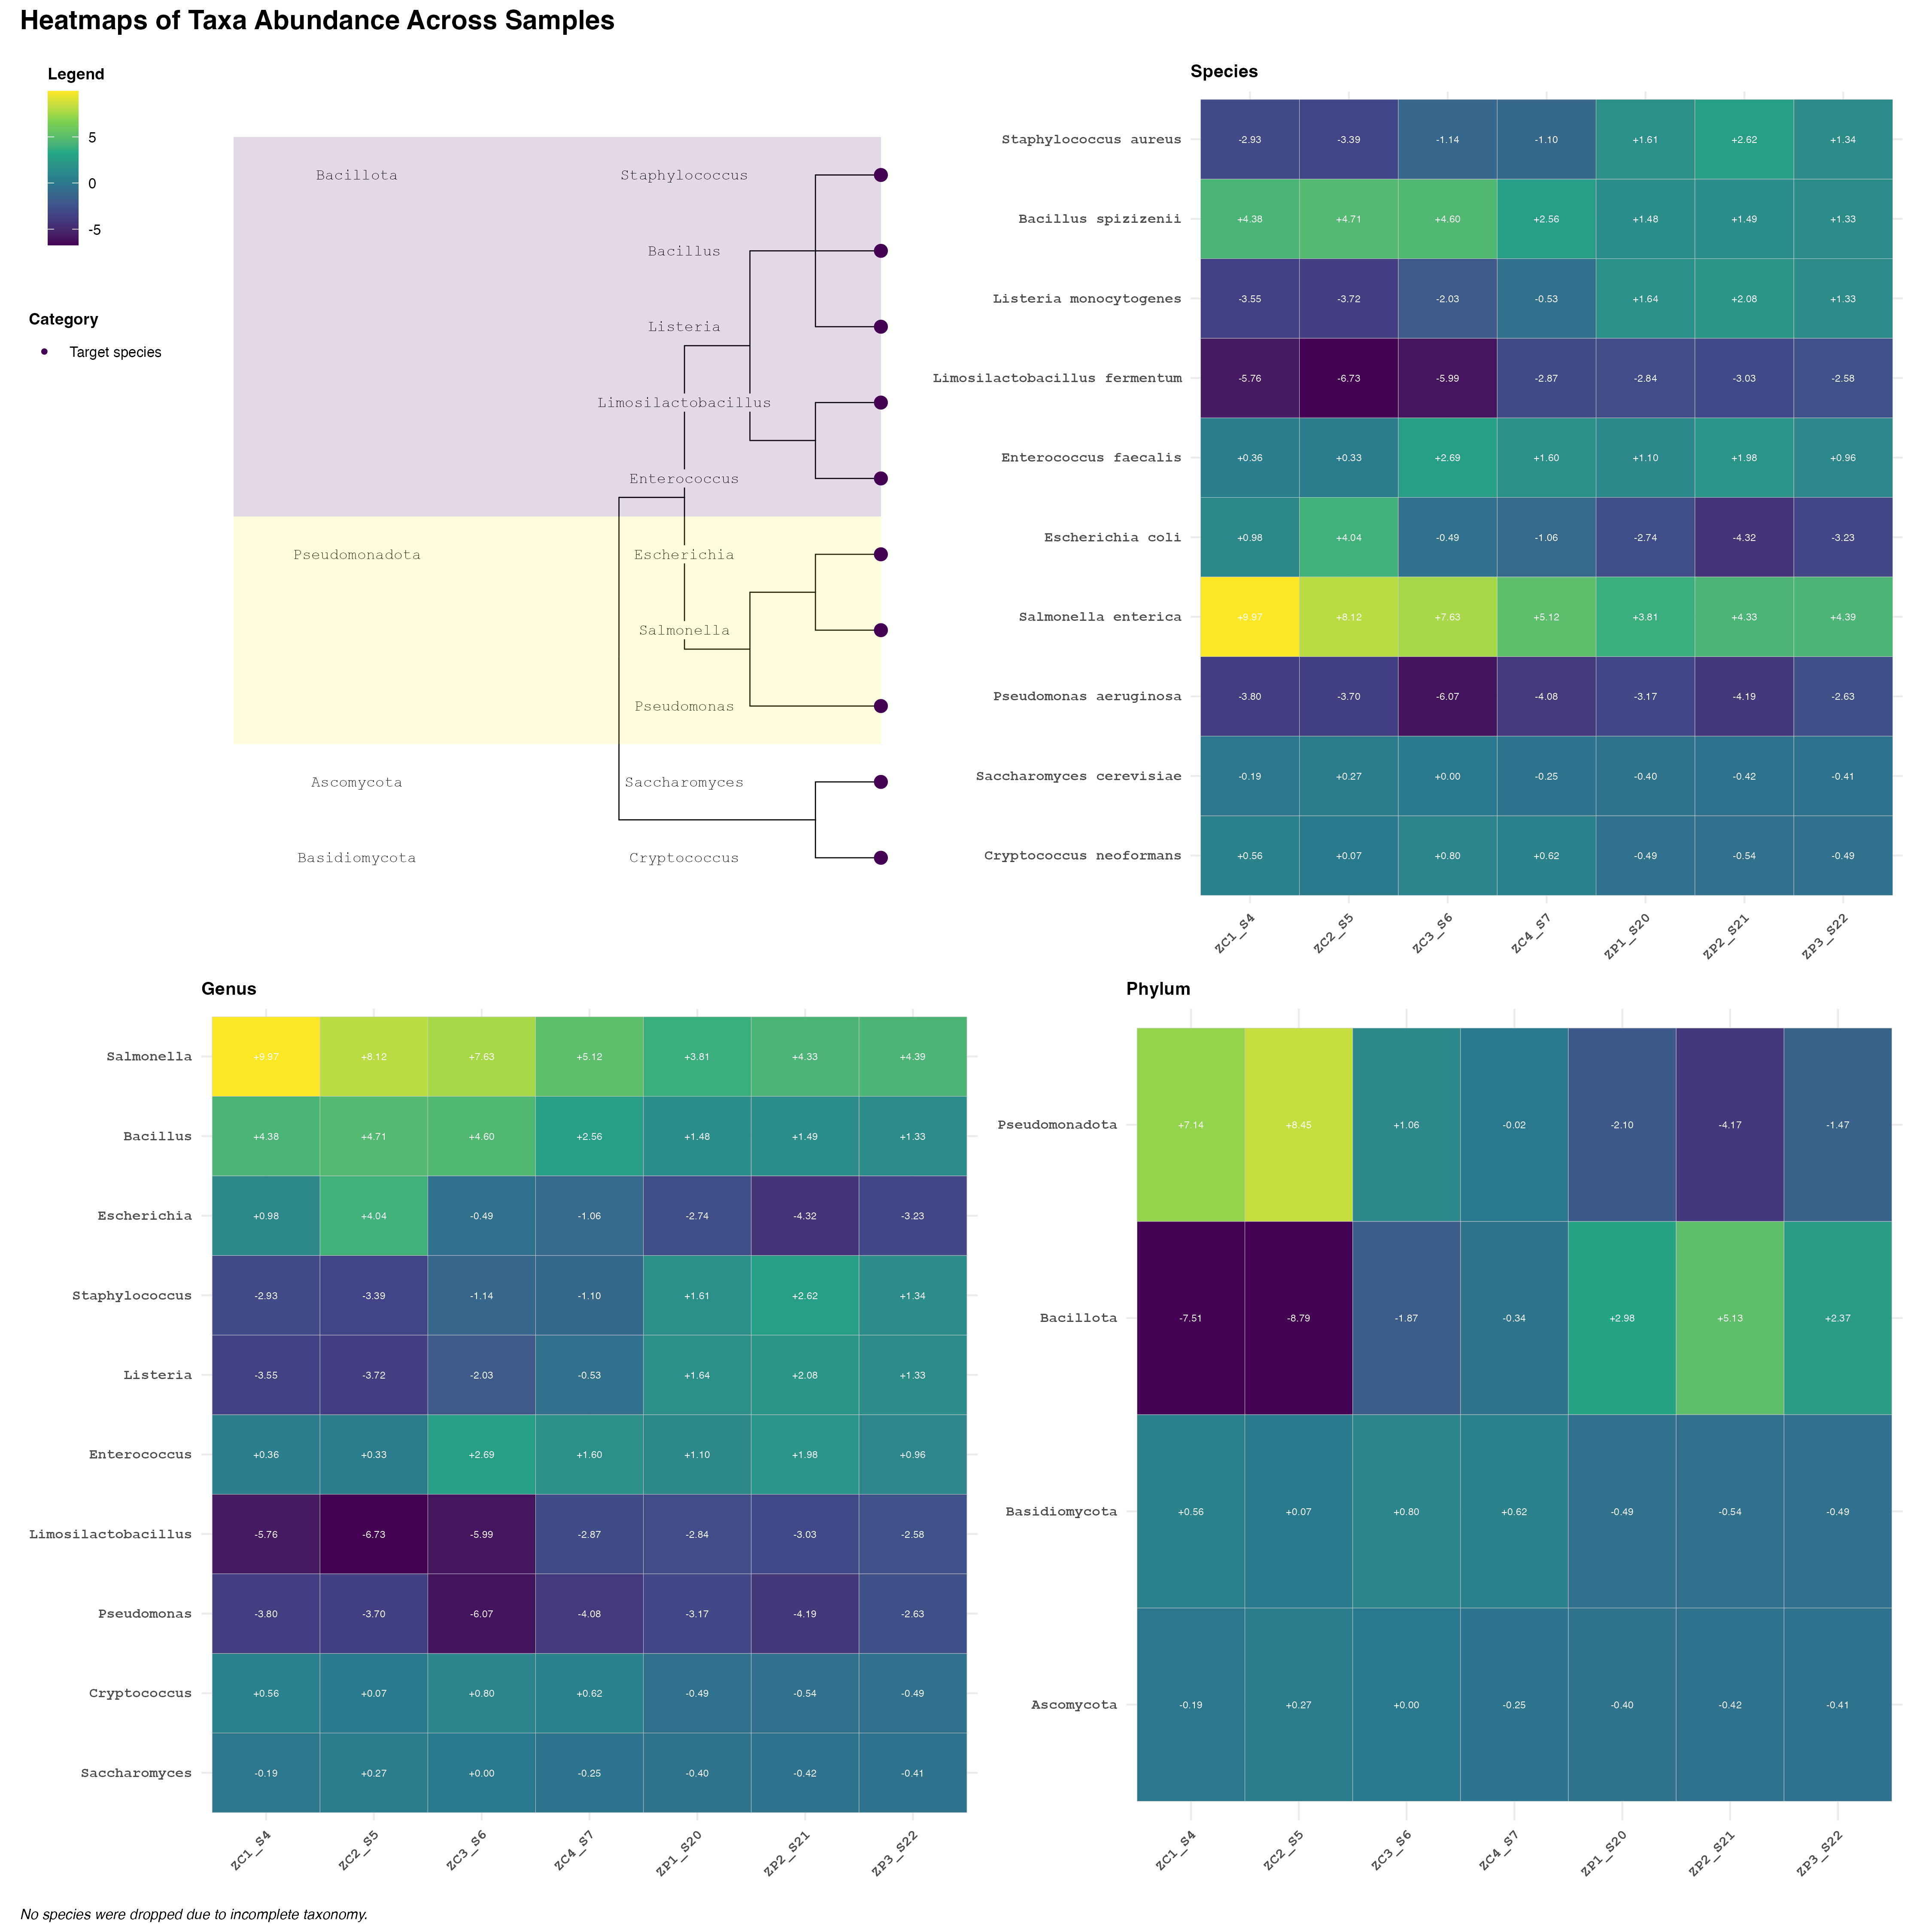 Heatmaps of Taxa Abundance Across Samples
Legend
5
0
-5
Category
Target species
Bacillota
Staphylococcus
Bacillus
Listeria
Limosilactobacillus
Enterococcus
Pseudomonadota
Escherichia
Salmonella
Pseudomonas
Ascomycota
Saccharomyces
Basidiomycota
Cryptococcus
Species
Staphylococcus aureus -2.93 -3.39 -1.14 -1.10 +1.61 +2.62 +1.34
Bacillus spizizenii +4.38 +4.71 +4.60 +2.56 +1.48 +1.49 +1.33
Listeria monocytogenes -3.55 -3.72 -2.03 -0.53 +1.64 +2.08 +1.33
Limosilactobacillus fermentum -5.76 -6.73 -5.99 -2.87 -2.84 -3.03 -2.58
Enterococcus faecalis +0.36 +0.33 +2.69 +1.60 +1.10 +1.98 +0.96
Escherichia coli +0.98 +4.04 -0.49 -1.06 -2.74 -4.32 -3.23
Salmonella enterica +9.97 +8.12 +7.63 +5.12 +3.81 +4.33 +4.39
Pseudomonas aeruginosa -3.80 -3.70 -6.07 -4.08 -3.17 -4.19 -2.63
Saccharomyces cerevisiae -0.19 +0.27 +0.00 -0.25 -0.40 -0.42 -0.41
Cryptococcus neoformans +0.56 +0.07 +0.80 +0.62 -0.49 -0.54 -0.49
ZC1_S4 ZC2_S5 ZC3_S6 ZC4_S7 ZP1_S20 ZP2_S21 ZP3_S22
Genus
Salmonella +9.97 +8.12 +7.63 +5.12 +3.81 +4.33 +4.39
Bacillus +4.38 +4.71 +4.60 +2.56 +1.48 +1.49 +1.33
Escherichia +0.98 +4.04 -0.49 -1.06 -2.74 -4.32 -3.23
Staphylococcus -2.93 -3.39 -1.14 -1.10 +1.61 +2.62 +1.34
Listeria -3.55 -3.72 -2.03 -0.53 +1.64 +2.08 +1.33
Enterococcus +0.36 +0.33 +2.69 +1.60 +1.10 +1.98 +0.96
Limosilactobacillus -5.76 -6.73 -5.99 -2.87 -2.84 -3.03 -2.58
Pseudomonas -3.80 -3.70 -6.07 -4.08 -3.17 -4.19 -2.63
Cryptococcus +0.56 +0.07 +0.80 +0.62 -0.49 -0.54 -0.49
Saccharomyces -0.19 +0.27 +0.00 -0.25 -0.40 -0.42 -0.41
ZC1_S4 ZC2_S5 ZC3_S6 ZC4_S7 ZP1_S20 ZP2_S21 ZP3_S22
Phylum
Pseudomonadota +7.14 +8.45 +1.06 -0.02 -2.10 -4.17 -1.47
Bacillota -7.51 -8.79 -1.87 -0.34 +2.98 +5.13 +2.37
Basidiomycota +0.56 +0.07 +0.80 +0.62 -0.49 -0.54 -0.49
Ascomycota -0.19 +0.27 +0.00 -0.25 -0.40 -0.42 -0.41
ZC1_S4 ZC2_S5 ZC3_S6 ZC4_S7 ZP1_S20 ZP2_S21 ZP3_S22
No species were dropped due to incomplete taxonomy.